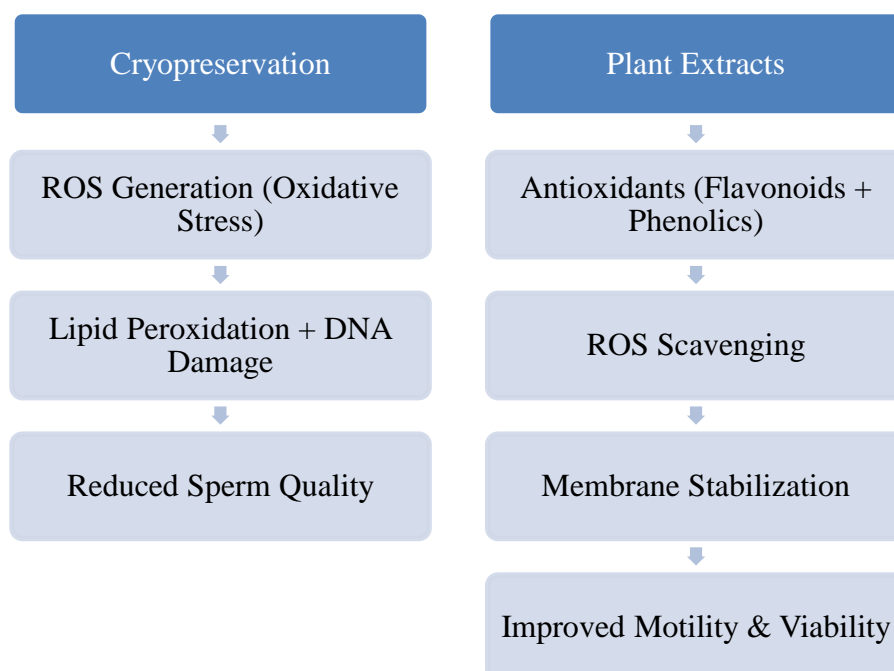 Cryopreservation
ROS Generation (Oxidative
Stress)
Lipid Peroxidation + DNA
Damage
Reduced Sperm Quality
Plant Extracts
Antioxidants (Flavonoids +
Phenolics)
ROS Scavenging
Membrane Stabilization
Improved Motility & Viability